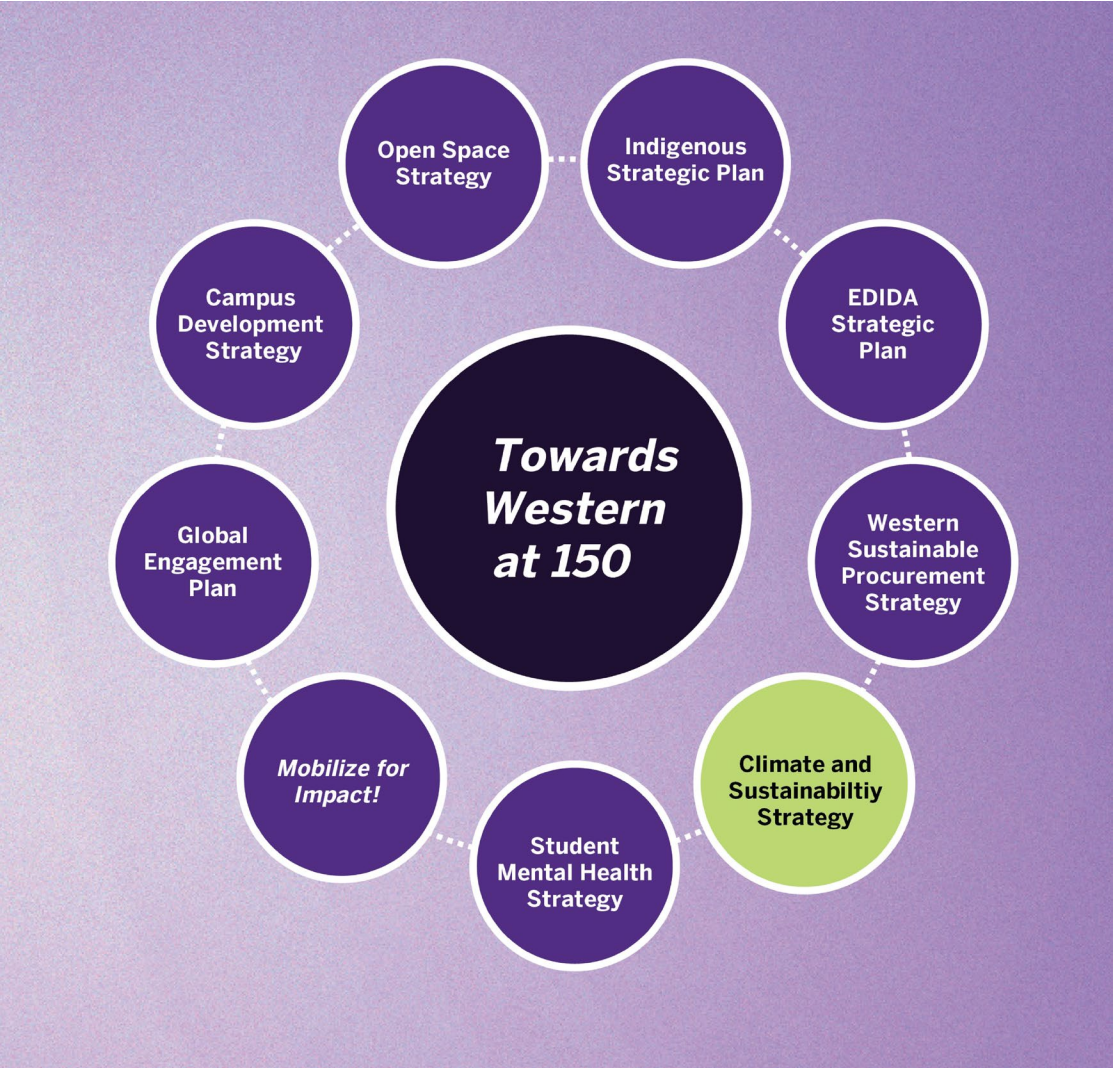 Open Space
Strategy
Indigenous
Strategic Plan
Campus
Development
Strategy
EDIDA
Strategic
Plan
Towards
Western
at 150
Global
Engagement
Plan
Western
Sustainable
Procurement
Strategy
Mobilize for
Impact!
Climate and
Sustainabiltiy
Strategy
Student
Mental Health
Strategy